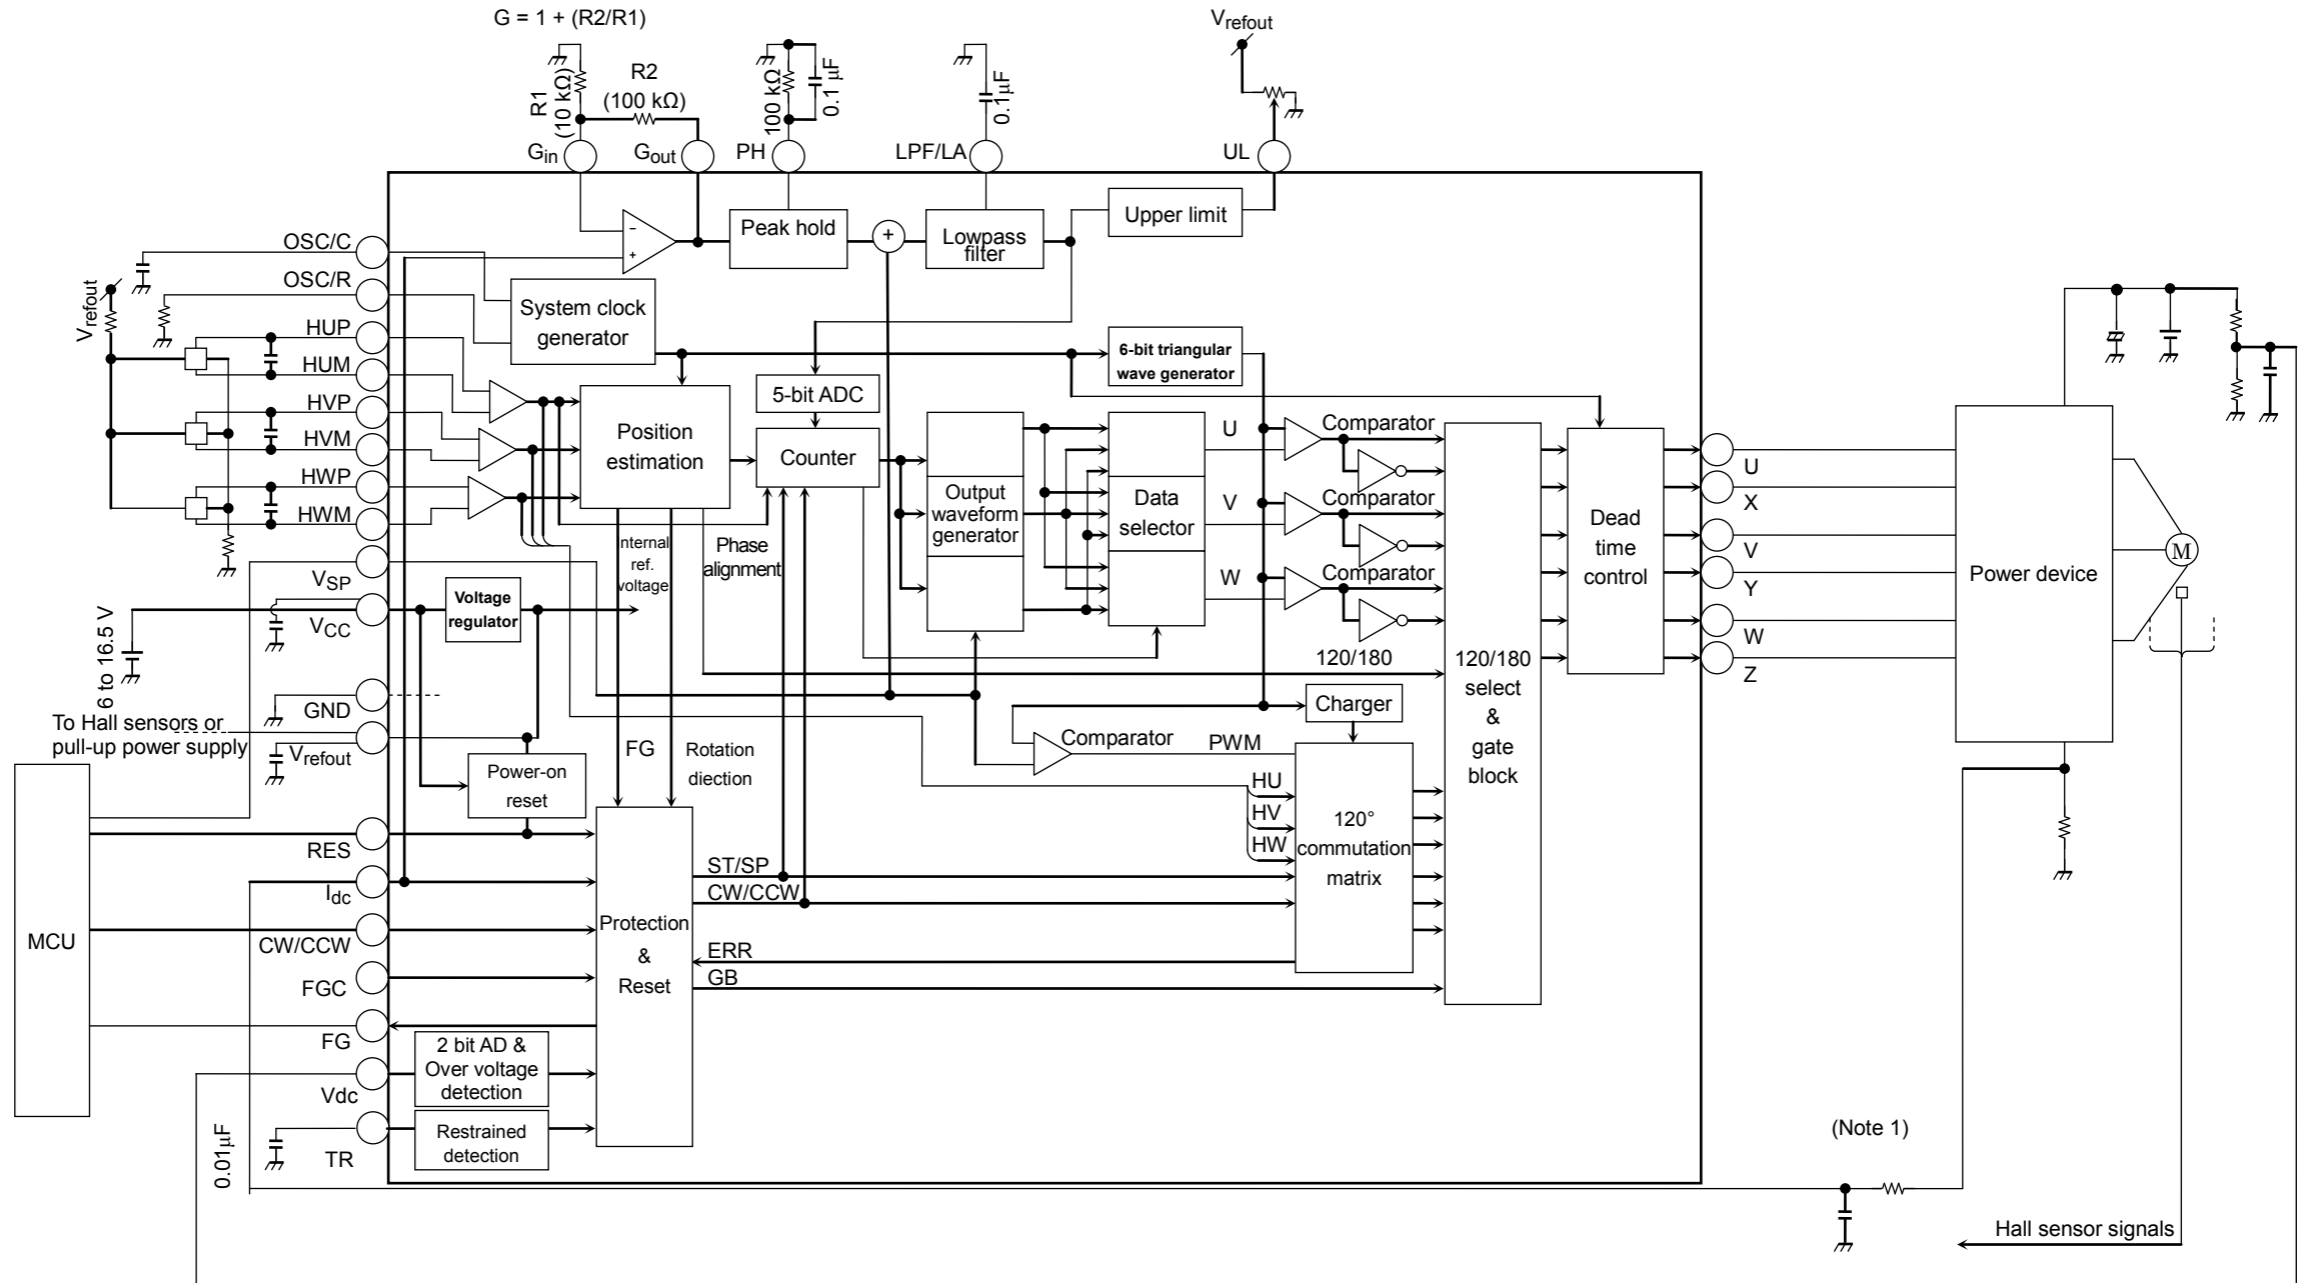 G = 1 + (R2/R1)
Vrefout
R1
(10 kΩ)
R2
(100 kΩ)
100 kΩ
0.1 μF
0.1μF
Gin
Gout
PH
LPF/LA
UL
Peak hold
+
Lowpass
filter
Upper limit
−
+
OSC/C
OSC/R
Vrefout
HUP
HUM
HVP
HVM
HWP
HWM
VSP
VCC
6 to 16.5 V
GND
To Hall sensors or
pull-up power supply
Vrefout
RES
Idc
CW/CCW
FGC
FG
Vdc
TR
MCU
0.01μF
System clock
generator
6-bit triangular
wave generator
5-bit ADC
Position
estimation
Counter
Output
waveform
generator
Data
selector
U
V
W
Comparator
Comparator
Comparator
nternal
ref.
voltage
Phase
alignment
Voltage
regulator
120/180
120/180
select
&
gate
block
Dead
time
control
U
X
V
Y
W
Z
Power device
M
Charger
Comparator
PWM
FG
Rotation
diection
Power-on
reset
HU
HV
HW
120°
commutation
matrix
ST/SP
CW/CCW
Protection
&
Reset
ERR
GB
2 bit AD &
Over voltage
detection
Restrained
detection
(Note 1)
Hall sensor signals